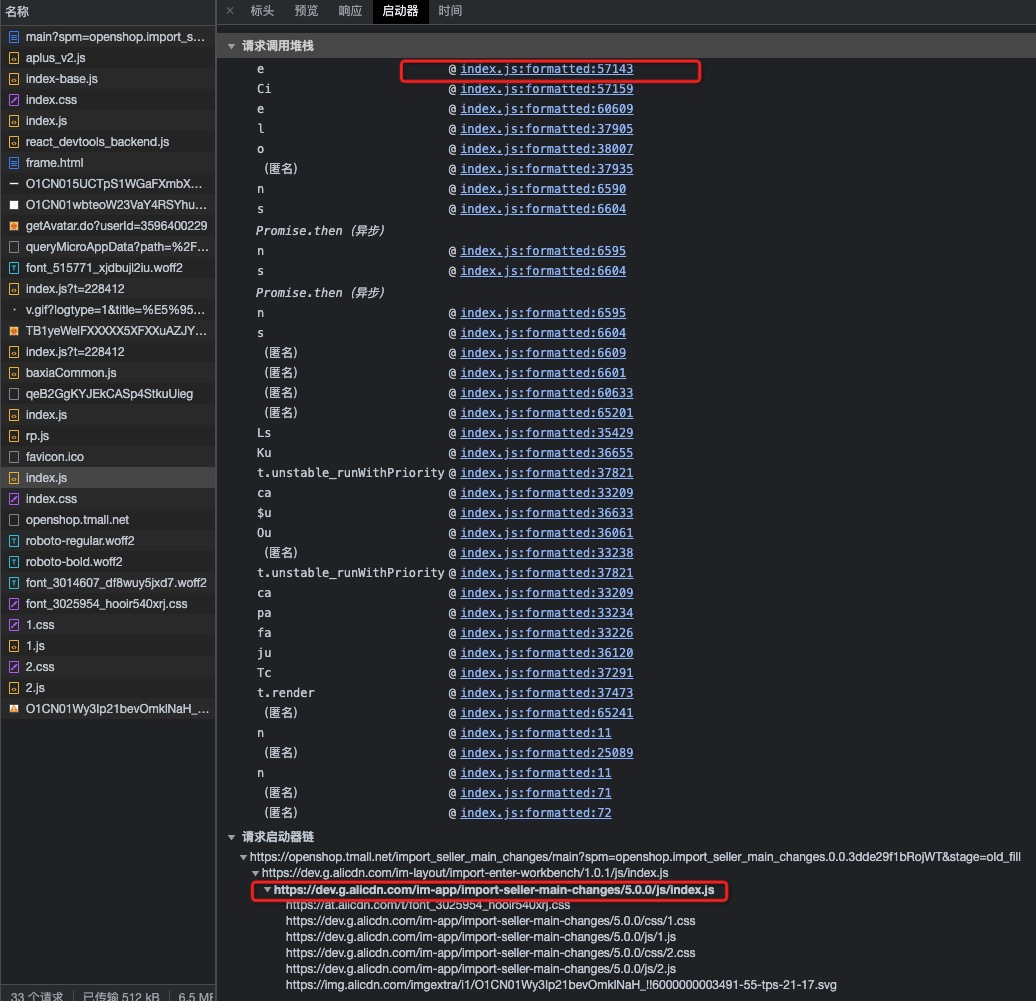 名称
main?spm=openshop.import_s...
aplus_v2.js
index-base.js
index.css
index.js
react_devtools_backend.js
frame.html
O1CN015UCTpS1WGaFXmbX...
O1CN01wbteoW23VaY4RSYhu...
getAvatar.do?userId=3596400229
queryMicroAppData?path=%2F...
font_515771_xjdbujl2iu.woff2
index.js?t=228412
v.gif?logtype=1&title=%E5%95...
TB1yeWeIFXXXXX5XFXXuAZJY...
index.js?t=228412
baxiaCommon.js
qeB2GgKYJEkCASp4StkuUieg
index.js
rp.js
favicon.ico
index.js
index.css
openshop.tmall.net
roboto-regular.woff2
roboto-bold.woff2
font_3014607_df8wuy5jxd7.woff2
font_3025954_hooir540xrj.css
1.css
1.js
2.css
2.js
O1CN01Wy3lp21bevOmklNaH_...
33 个请求 已传输 512 kB 6.5 MB
× 标头 预览 响应 启动器 时间
▼ 请求调用堆栈
e @ index.js:formatted:57143
Ci @ index.js:formatted:57159
e @ index.js:formatted:60609
l @ index.js:formatted:37905
o @ index.js:formatted:38007
(匿名) @ index.js:formatted:37935
n @ index.js:formatted:6590
s @ index.js:formatted:6604
Promise.then (异步)
n @ index.js:formatted:6595
s @ index.js:formatted:6604
Promise.then (异步)
n @ index.js:formatted:6595
s @ index.js:formatted:6604
(匿名) @ index.js:formatted:6609
(匿名) @ index.js:formatted:6601
(匿名) @ index.js:formatted:60633
(匿名) @ index.js:formatted:65201
Ls @ index.js:formatted:35429
Ku @ index.js:formatted:36655
t.unstable_runWithPriority @ index.js:formatted:37821
ca @ index.js:formatted:33209
$u @ index.js:formatted:36633
Ou @ index.js:formatted:36061
(匿名) @ index.js:formatted:33238
t.unstable_runWithPriority @ index.js:formatted:37821
ca @ index.js:formatted:33209
pa @ index.js:formatted:33234
fa @ index.js:formatted:33226
ju @ index.js:formatted:36120
Tc @ index.js:formatted:37291
t.render @ index.js:formatted:37473
(匿名) @ index.js:formatted:65241
n @ index.js:formatted:11
(匿名) @ index.js:formatted:25089
n @ index.js:formatted:11
(匿名) @ index.js:formatted:71
(匿名) @ index.js:formatted:72
▼ 请求启动器链
▼ https://openshop.tmall.net/import_seller_main_changes/main?spm=openshop.import_seller_main_changes.0.0.3dde29f1bRojWT&stage=old_fill
▼ https://dev.g.alicdn.com/im-layout/import-enter-workbench/1.0.1/js/index.js
▼ https://dev.g.alicdn.com/im-app/import-seller-main-changes/5.0.0/js/index.js
https://at.alicdn.com/t/font_3025954_hooir540xrj.css
https://dev.g.alicdn.com/im-app/import-seller-main-changes/5.0.0/css/1.css
https://dev.g.alicdn.com/im-app/import-seller-main-changes/5.0.0/js/1.js
https://dev.g.alicdn.com/im-app/import-seller-main-changes/5.0.0/css/2.css
https://dev.g.alicdn.com/im-app/import-seller-main-changes/5.0.0/js/2.js
https://img.alicdn.com/imgextra/i1/O1CN01Wy3lp21bevOmklNaH_!!6000000003491-55-tps-21-17.svg